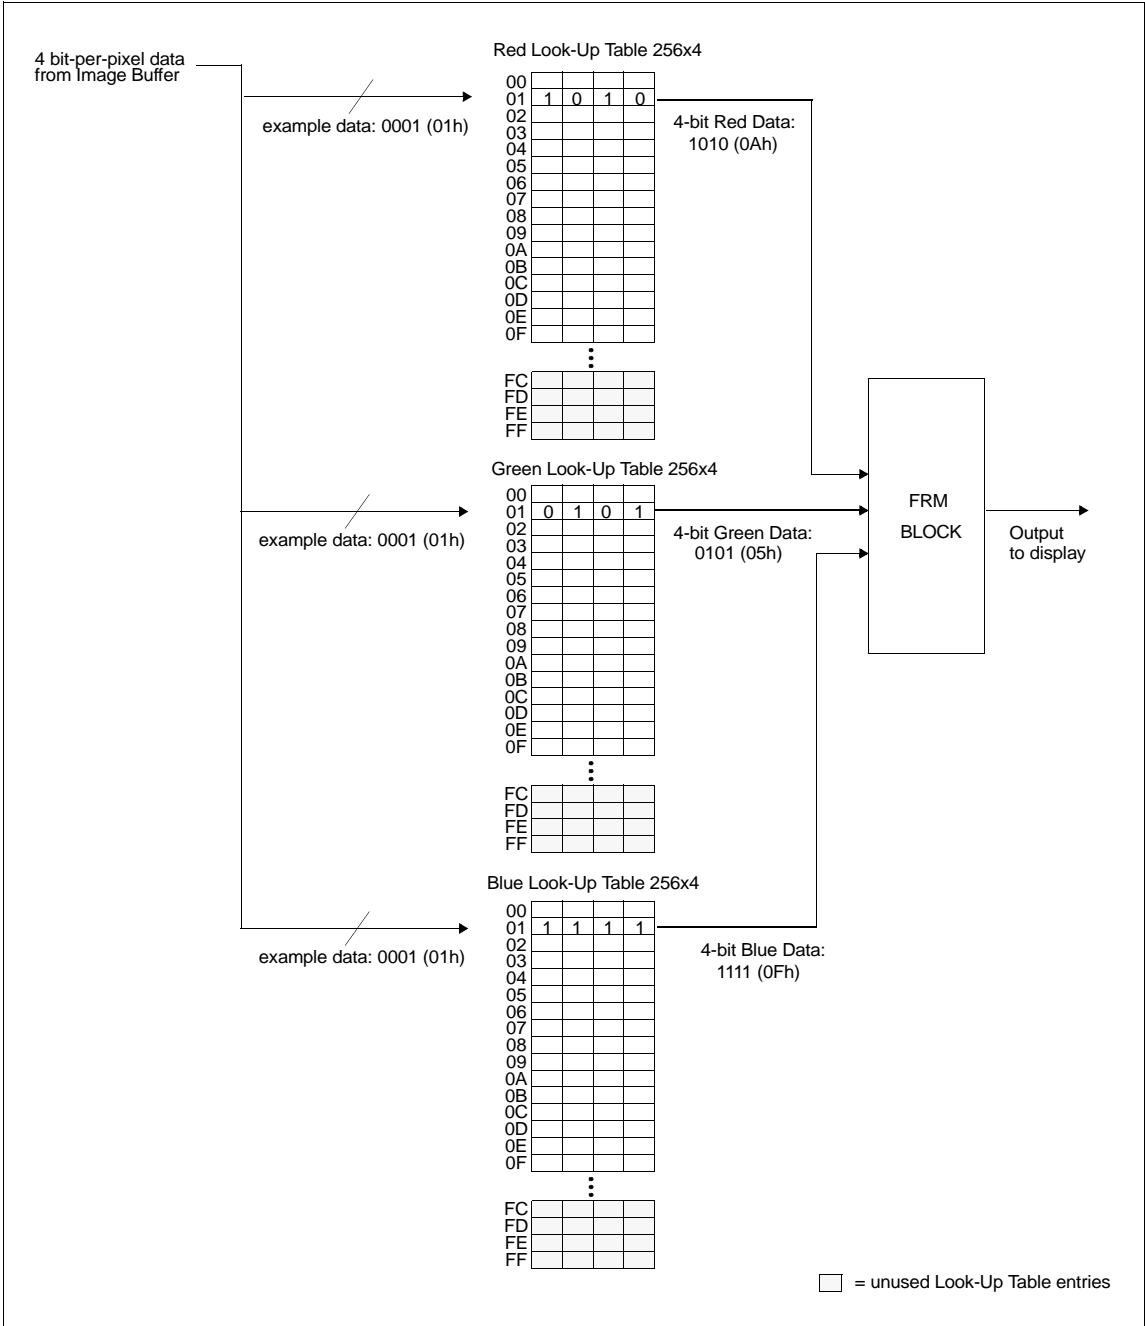 4 bit-per-pixel data
from Image Buffer
Red Look-Up Table 256x4
00
01 1 0 1 0
02
03
04
05
06
07
08
09
0A
0B
0C
0D
0E
0F
FC
FD
FE
FF
example data: 0001 (01h)
4-bit Red Data:
1010 (0Ah)
Green Look-Up Table 256x4
00
01 0 1 0 1
02
03
04
05
06
07
08
09
0A
0B
0C
0D
0E
0F
FC
FD
FE
FF
example data: 0001 (01h)
4-bit Green Data:
0101 (05h)
FRM
BLOCK
Output
to display
Blue Look-Up Table 256x4
00
01 1 1 1 1
02
03
04
05
06
07
08
09
0A
0B
0C
0D
0E
0F
FC
FD
FE
FF
example data: 0001 (01h)
4-bit Blue Data:
1111 (0Fh)
= unused Look-Up Table entries